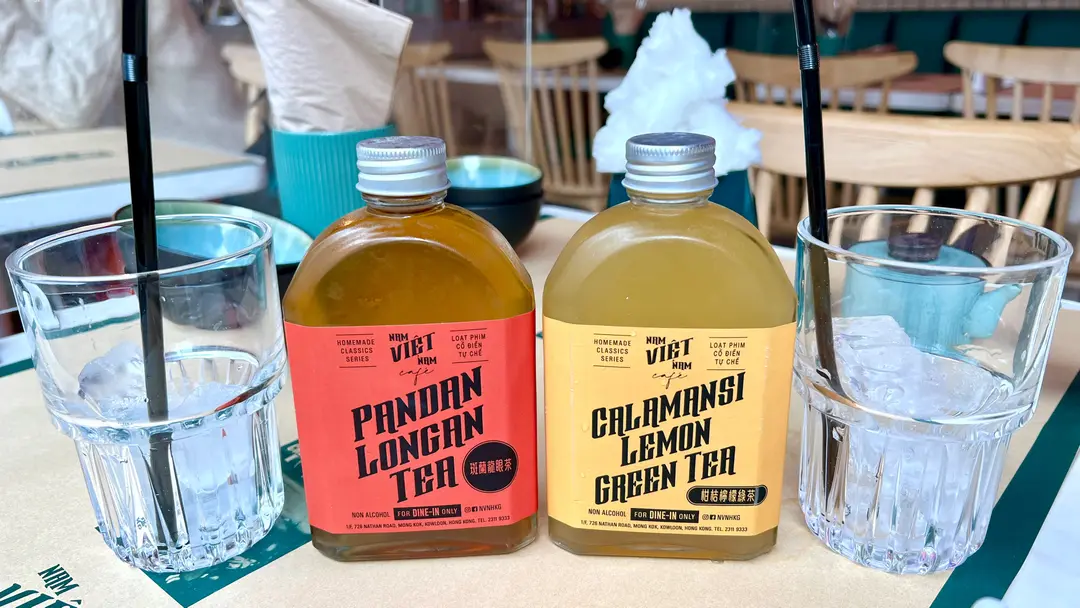 HOMEMADE
CLASSICS
SERIES
NAM
VIỆT
NAM
café
LOẠT PHIM
CỔ ĐIỂN
TỰ CHẾ
PANDAN
LONGAN
TEA
斑蘭龍眼茶
NON ALCOHOL
FOR DINE-IN ONLY
NVNHKG
1/F, 726 NATHAN ROAD, MONG KOK, KOWLOON, HONG KONG. TEL. 2311 9333
HOMEMADE
CLASSICS
SERIES
NAM
VIỆT
NAM
café
LOẠT PHIM
CỔ ĐIỂN
TỰ CHẾ
CALAMANSI
LEMON
GREEN TEA
柑桔檸檬綠茶
NON ALCOHOL
FOR DINE-IN ONLY
NVNHKG
1/F, 726 NATHAN ROAD, MONG KOK, KOWLOON, HONG KONG. TEL. 2311 9333
NAM